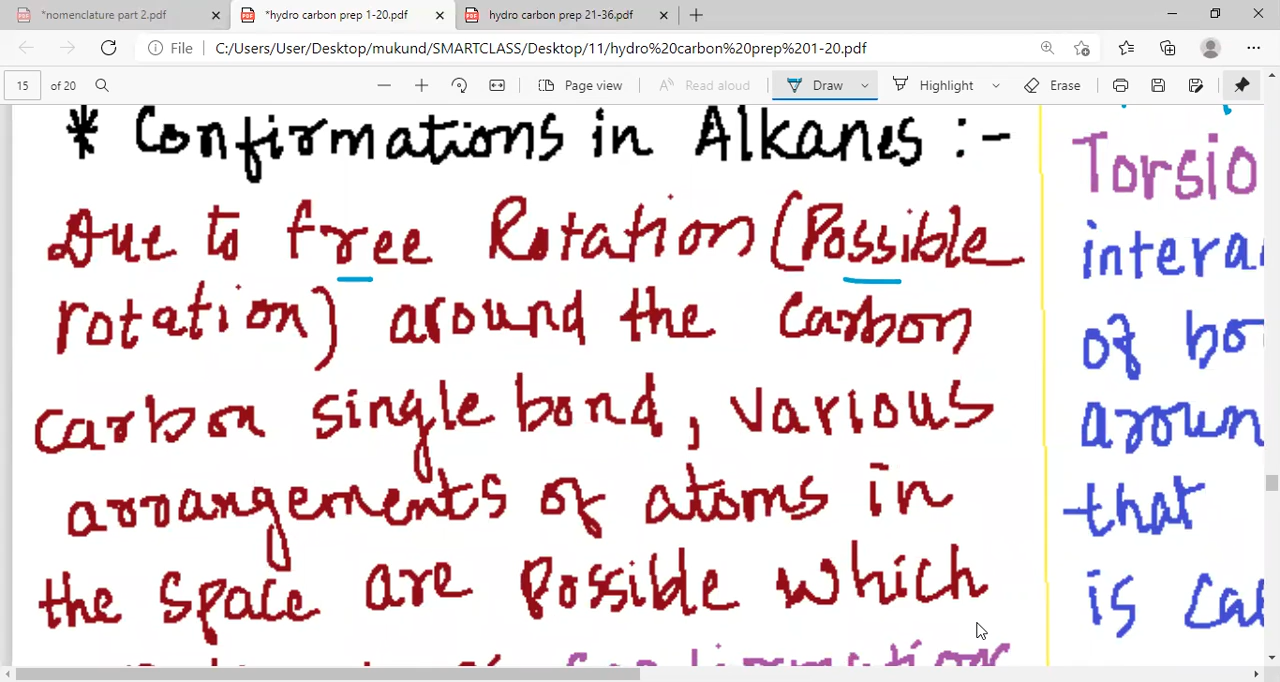 *nomenclature part 2.pdf
*hydro carbon prep 1-20.pdf
hydro carbon prep 21-36.pdf
File
C:/Users/User/Desktop/mukund/SMARTCLASS/Desktop/11/hydro%20carbon%20prep%201-20.pdf
15 of 20
Page view
Read aloud
Draw
Highlight
Erase
* Confirmations in Alkanes :-
Due to free Rotation (Possible
rotation) around the carbon
carbon single bond, various
arrangements of atoms in
the space are possible which
Torsio
intera
of bo
aroun
that
is ca